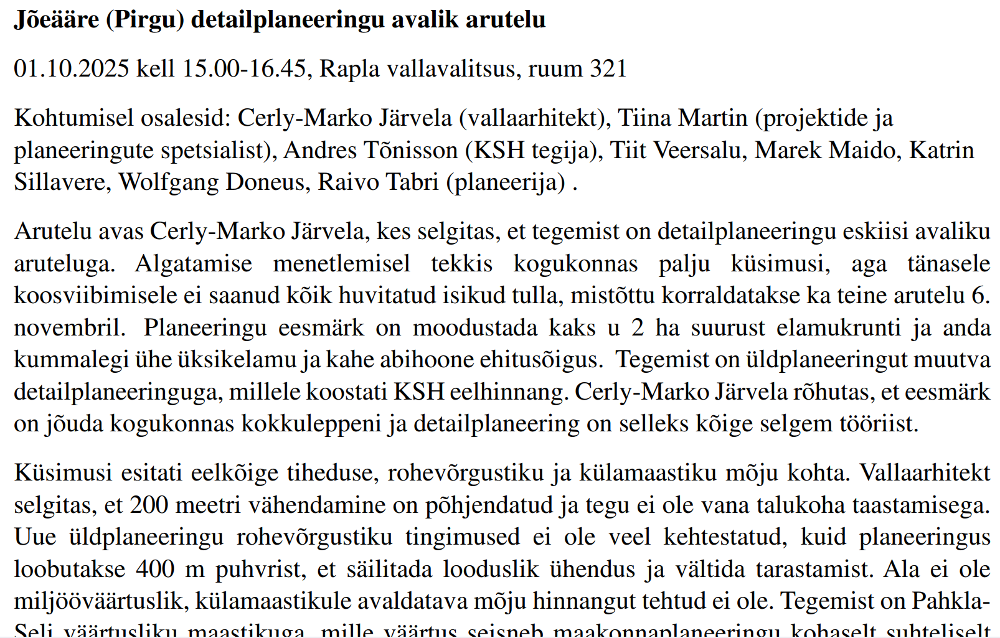 Jõeääre (Pirgu) detailplaneeringu avalik arutelu
01.10.2025 kell 15.00-16.45, Rapla vallavalitsus, ruum 321
Kohtumisel osalesid: Cerly-Marko Järvela (vallaarhitekt), Tiina Martin (projektide ja
planeeringute spetsialist), Andres Tõnisson (KSH tegija), Tiit Veersalu, Marek Maido, Katrin
Sillavere, Wolfgang Doneus, Raivo Tabri (planeerija) .
Arutelu avas Cerly-Marko Järvela, kes selgitas, et tegemist on detailplaneeringu eskiisi avaliku
aruteluga. Algatamise menetlemisel tekkis kogukonnas palju küsimusi, aga tänasele
koosviibimisele ei saanud kõik huvitatud isikud tulla, mistõttu korraldatakse ka teine arutelu 6.
novembril. Planeeringu eesmärk on moodustada kaks u 2 ha suurust elamukrunti ja anda
kummalegi ühe üksikelamu ja kahe abihoone ehitusõigus. Tegemist on üldplaneeringut muutva
detailplaneeringuga, millele koostati KSH eelhinnang. Cerly-Marko Järvela rõhutas, et eesmärk
on jõuda kogukonnas kokkuleppeni ja detailplaneering on selleks kõige selgem tööriist.
Küsimusi esitati eelkõige tiheduse, rohevõrgustiku ja külamaastiku mõju kohta. Vallaarhitekt
selgitas, et 200 meetri vähendamine on põhjendatud ja tegu ei ole vana talukoha taastamisega.
Uue üldplaneeringu rohevõrgustiku tingimused ei ole veel kehtestatud, kuid planeeringus
loobutakse 400 m puhvrist, et säilitada looduslik ühendus ja vältida tarastamist. Ala ei ole
miljööväärtuslik, külamaastikule avaldatava mõju hinnangut tehtud ei ole. Tegemist on Pahkla-
Seli väärtusliku maastikuga, mille väärtus seisneb maakonnaplaneeringu kohaselt suhteliselt